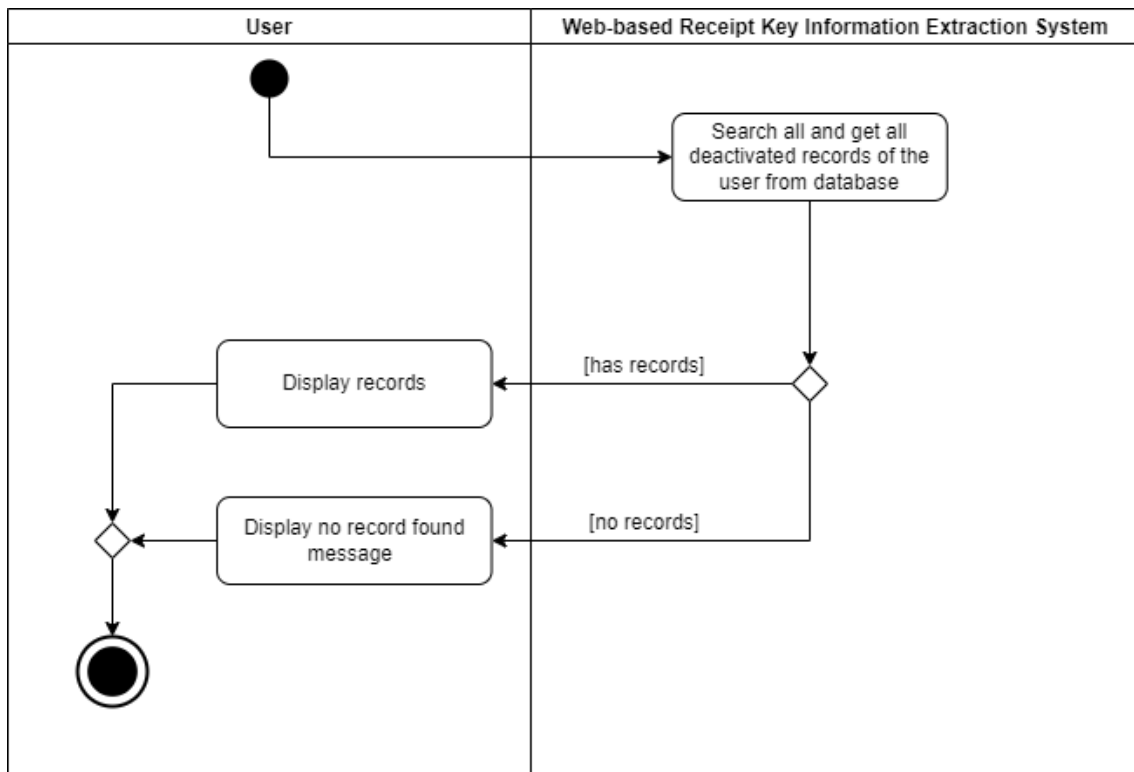 User
Web-based Receipt Key Information Extraction System
Search all and get all
deactivated records of the
user from database
[has records]
Display records
[no records]
Display no record found
message